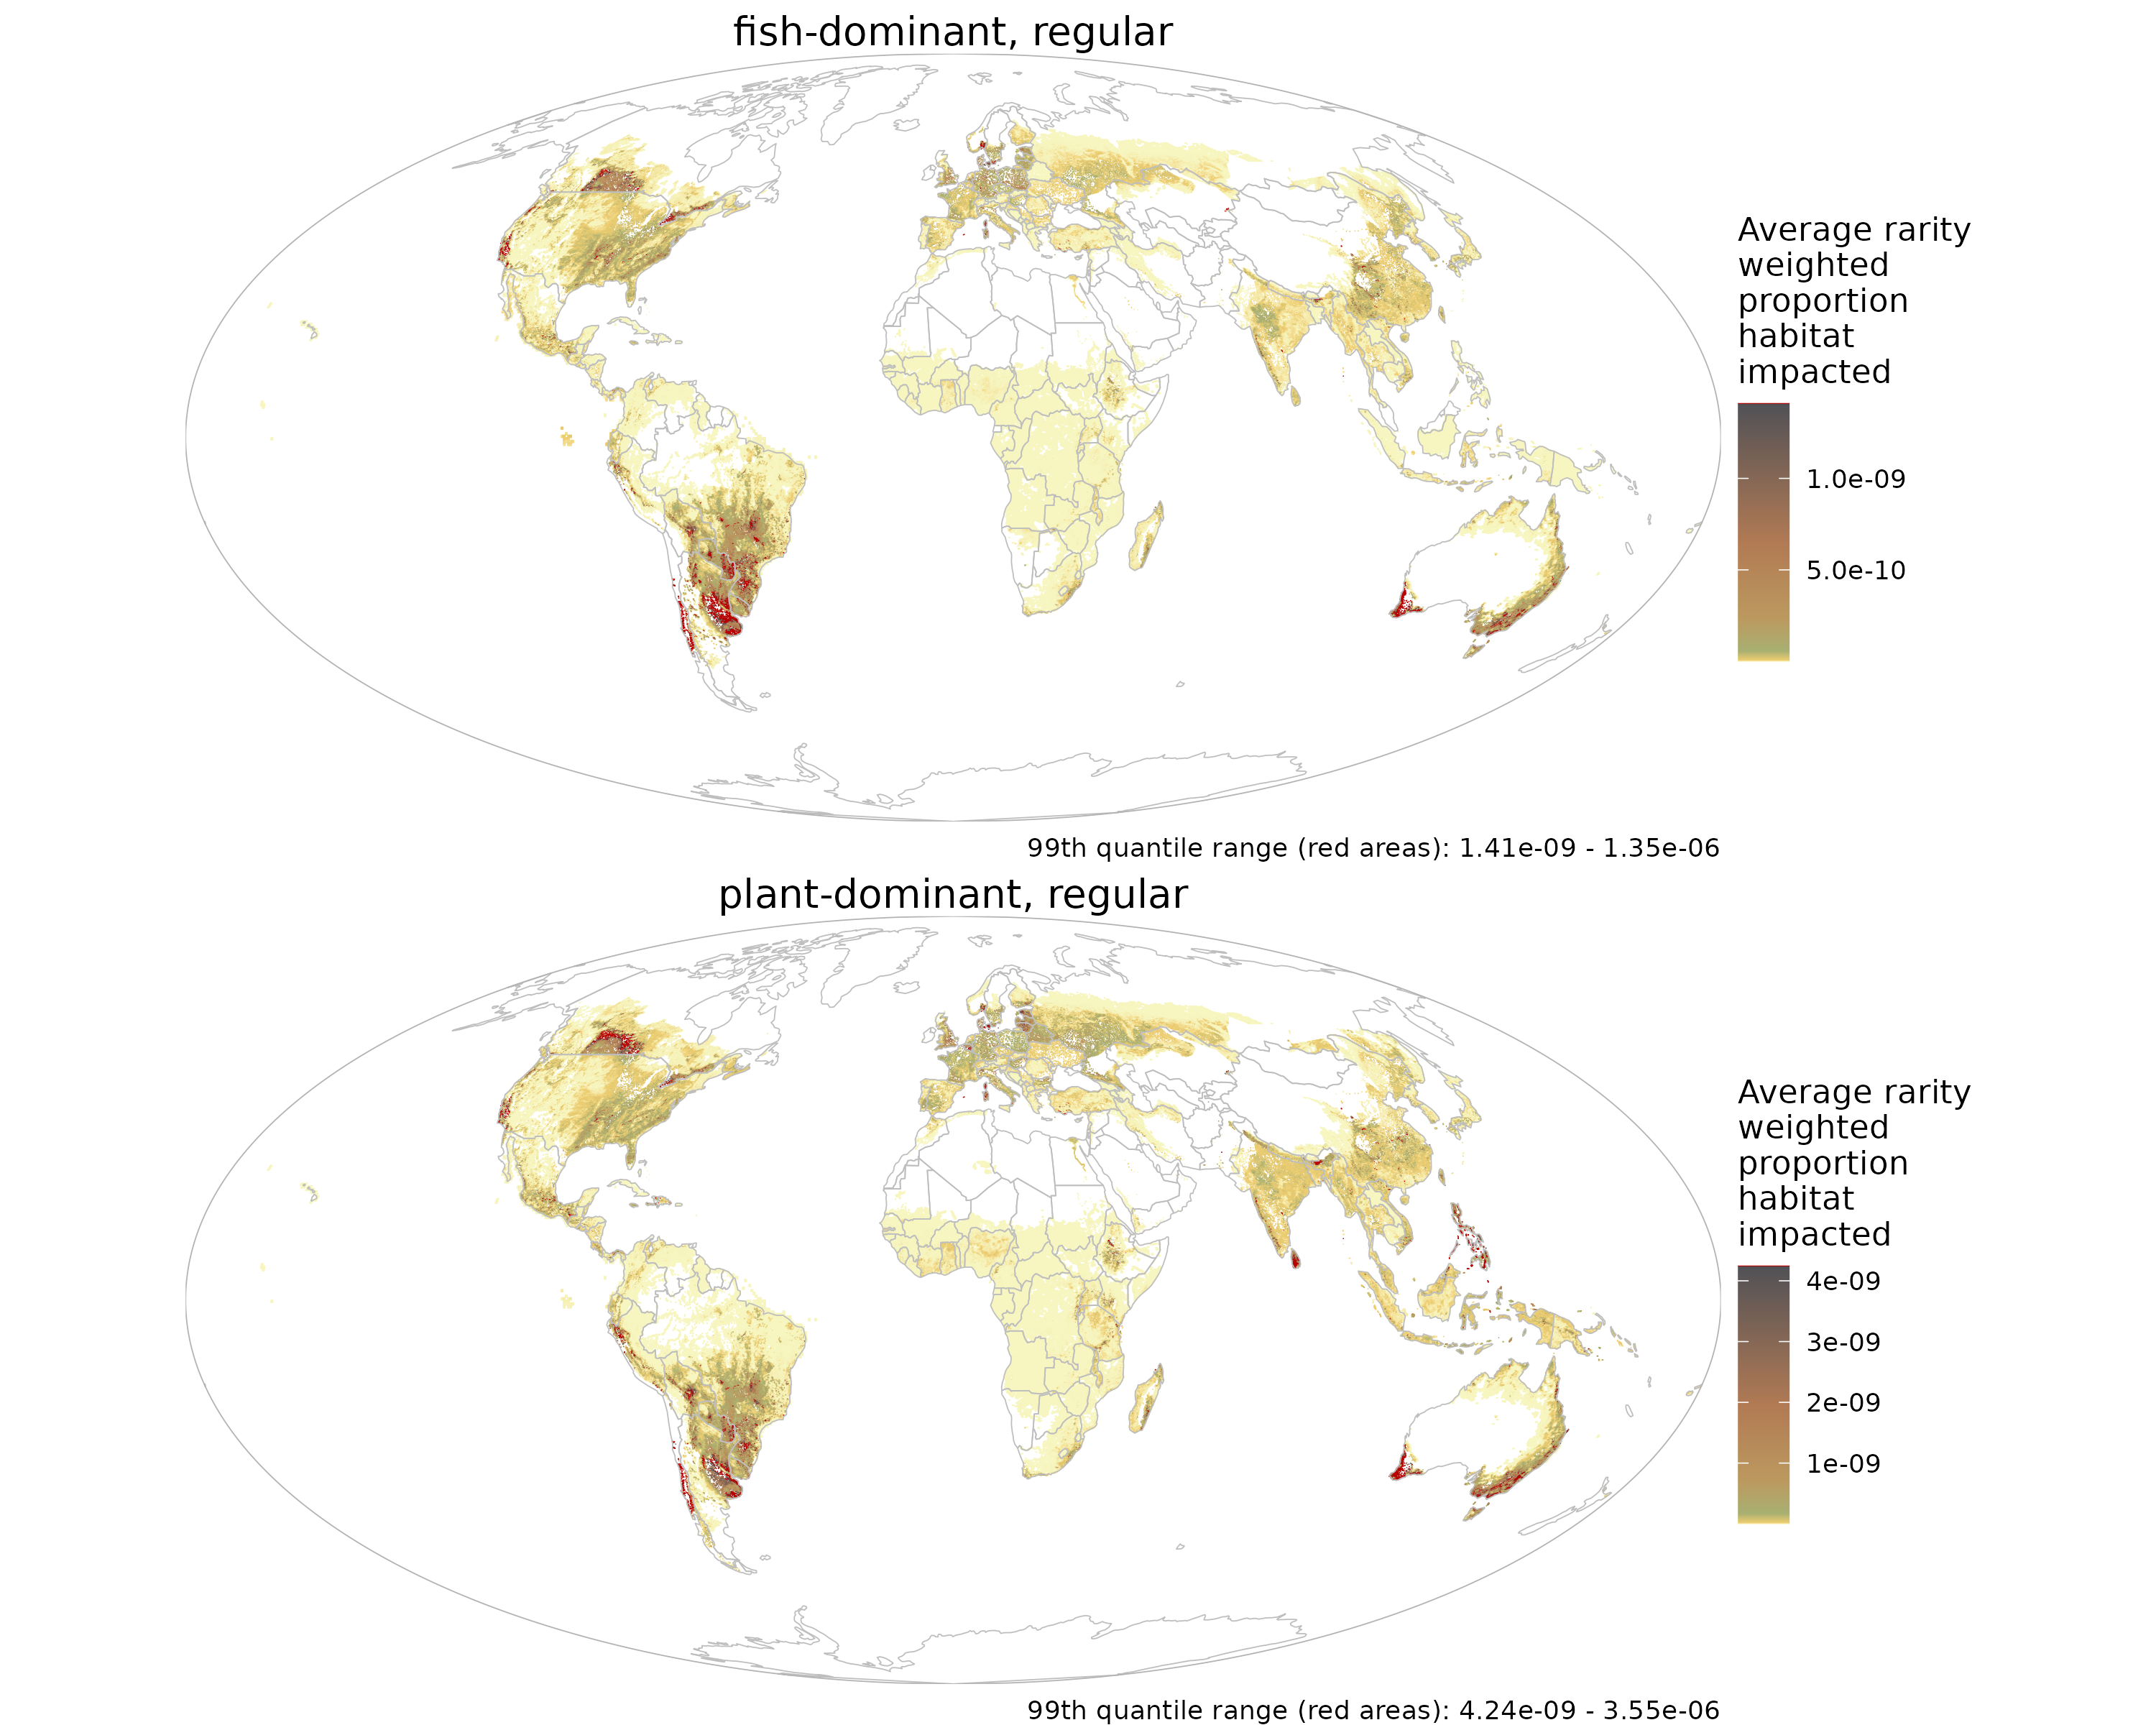 fish-dominant, regular
Average rarity
weighted
proportion
habitat
impacted
1.0e-09
5.0e-10
99th quantile range (red areas): 1.41e-09 - 1.35e-06
plant-dominant, regular
Average rarity
weighted
proportion
habitat
impacted
4e-09
3e-09
2e-09
1e-09
99th quantile range (red areas): 4.24e-09 - 3.55e-06